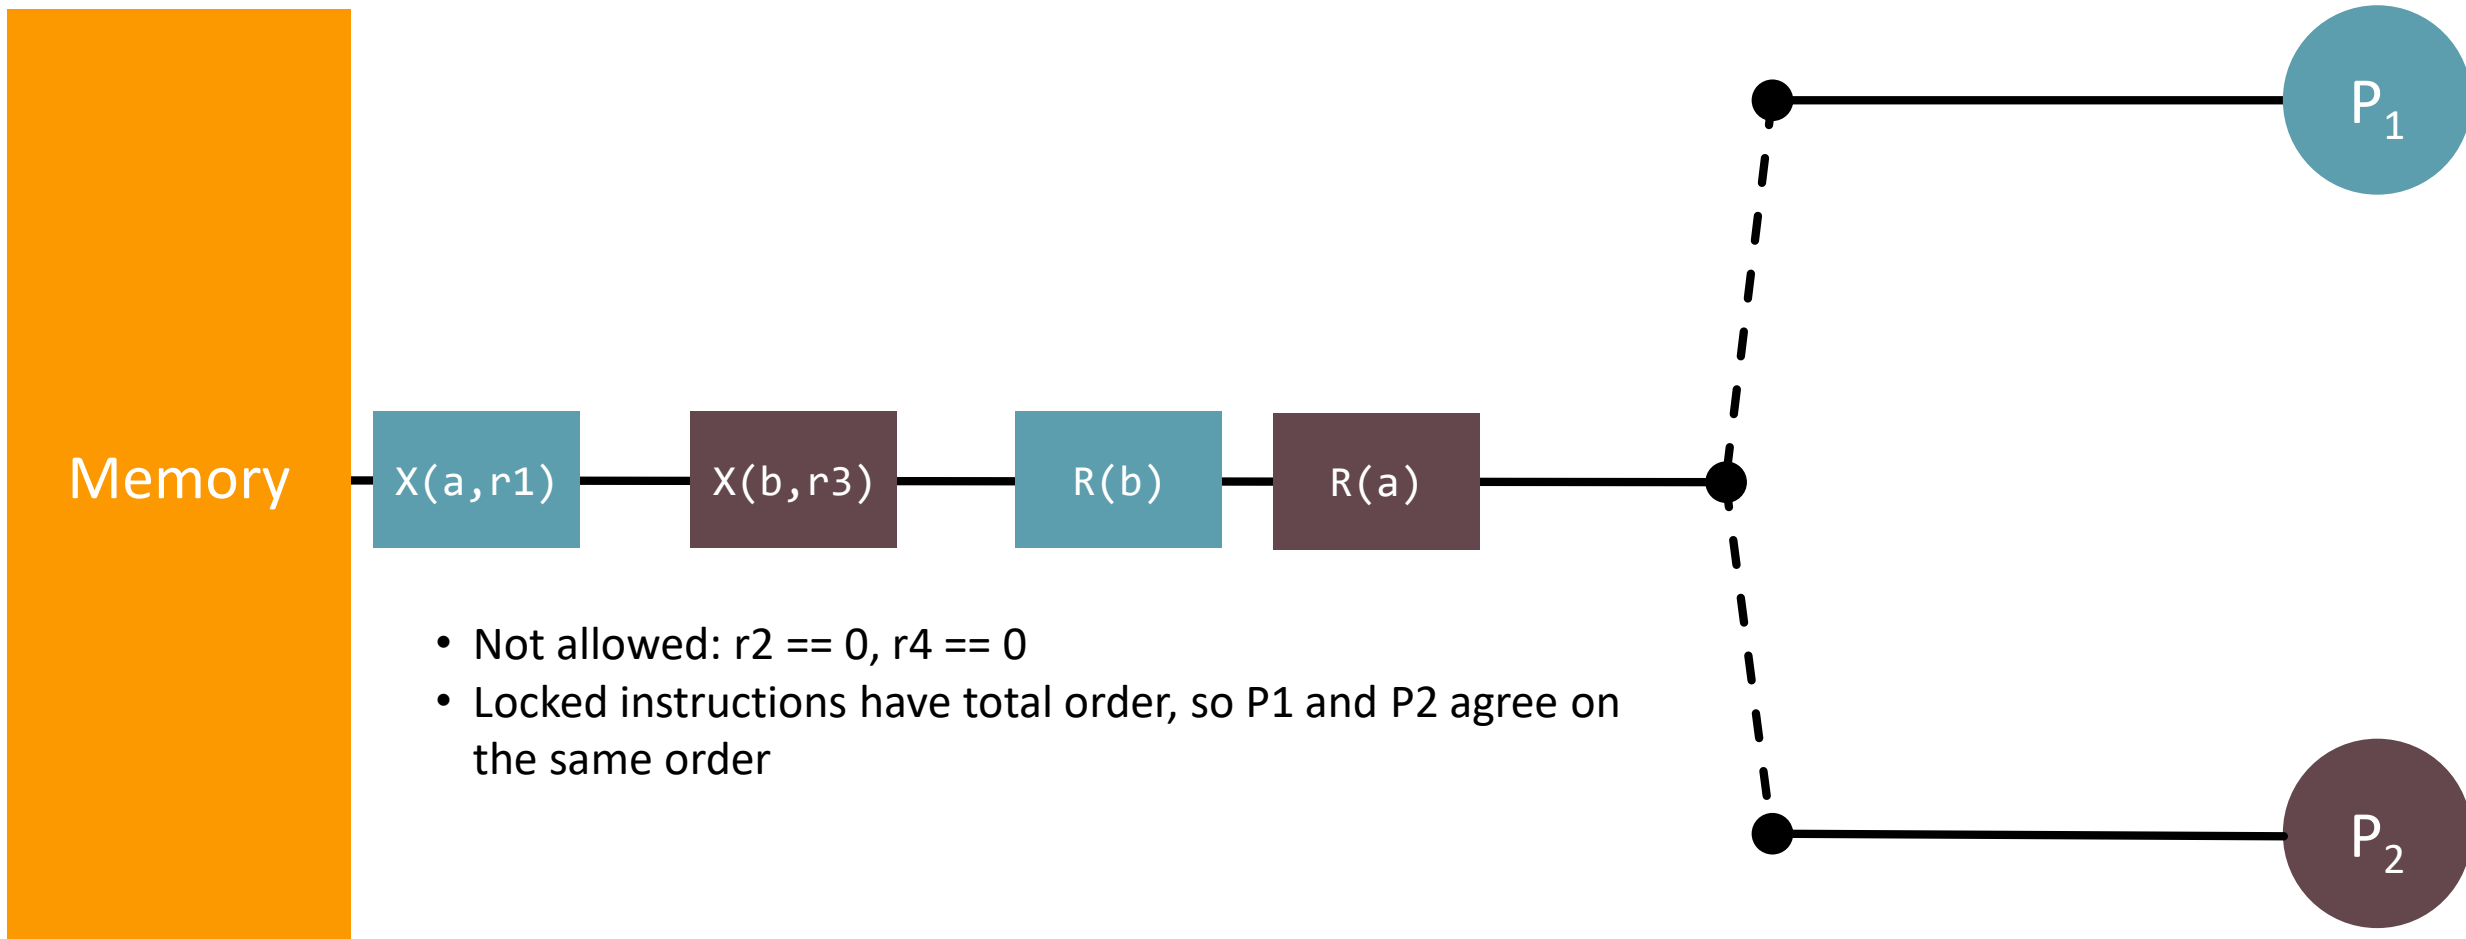 P1
Memory
X(a,r1)
X(b,r3)
R(b)
R(a)
• Not allowed: r2 == 0, r4 == 0
• Locked instructions have total order, so P1 and P2 agree on
the same order
P2